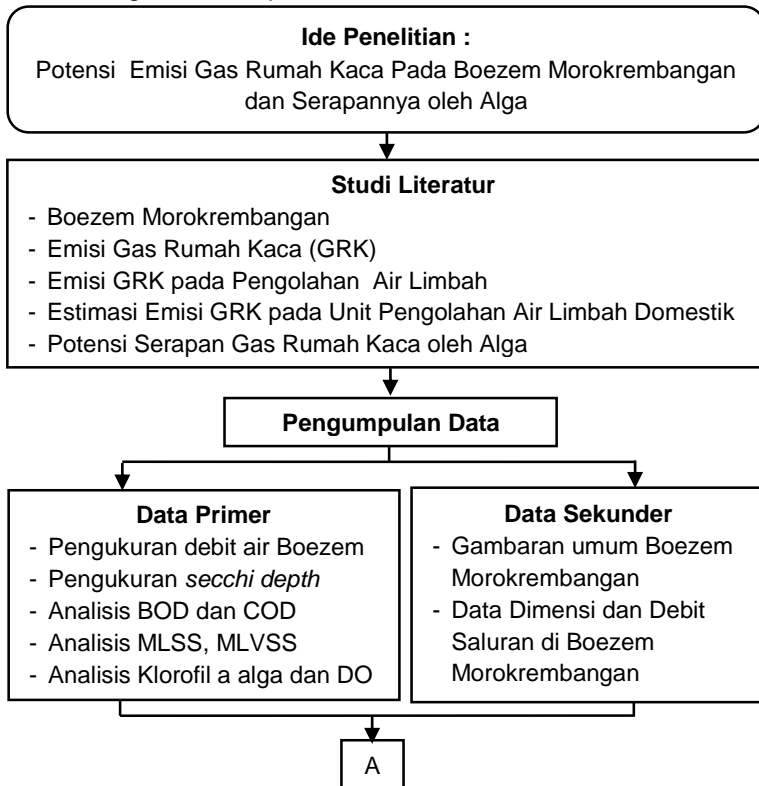 Ide Penelitian :
Potensi Emisi Gas Rumah Kaca Pada Boezem Morokrembangan
dan Serapannya oleh Alga
Studi Literatur
- Boezem Morokrembangan
- Emisi Gas Rumah Kaca (GRK)
- Emisi GRK pada Pengolahan Air Limbah
- Estimasi Emisi GRK pada Unit Pengolahan Air Limbah Domestik
- Potensi Serapan Gas Rumah Kaca oleh Alga
Pengumpulan Data
Data Primer
- Pengukuran debit air Boezem
- Pengukuran secchi depth
- Analisis BOD dan COD
- Analisis MLSS, MLVSS
- Analisis Klorofil a alga dan DO
Data Sekunder
- Gambaran umum Boezem
Morokrembangan
- Data Dimensi dan Debit
Saluran di Boezem
Morokrembangan
A